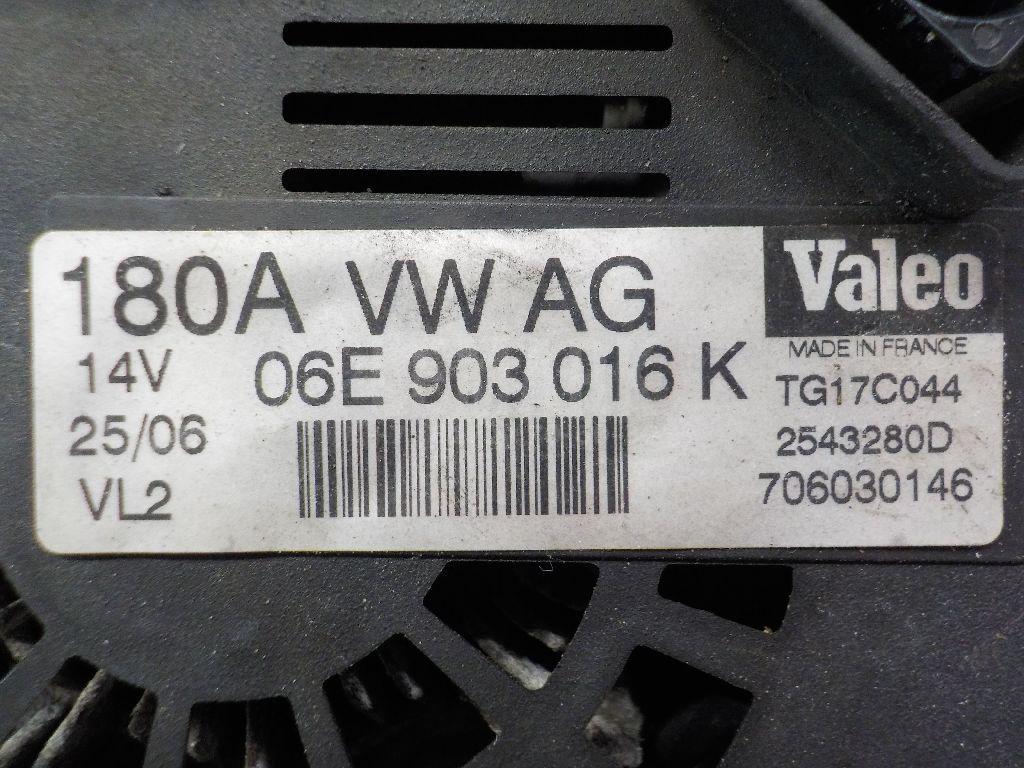 180A VW AG
Valeo
MADE IN FRANCE
14V 06E 903 016 K
TG17C044
25/06
2543280D
VL2
706030146